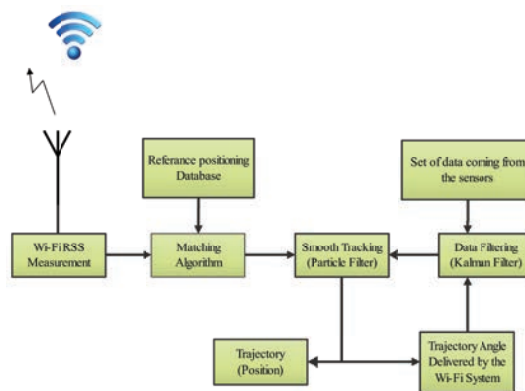 Referance positioning
Database
Set of data coming from
the sensors
Wi-Fi RSS
Measurement
Matching
Algorithm
Smooth Tracking
(Particle Filter)
Data Filtering
(Kalman Filter)
Trajectory
(Position)
Trajectory Angle
Delivered by the
Wi-Fi System